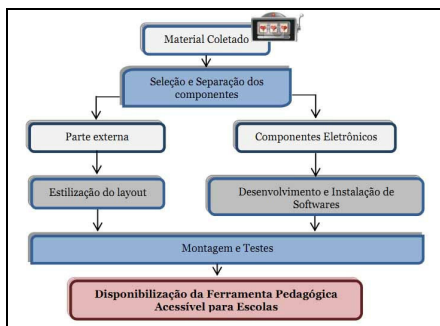 Material Coletado
Seleção e Separação dos
componentes
Parte externa
Componentes Eletrônicos
Estilização do layout
Desenvolvimento e Instalação de
Softwares
Montagem e Testes
Disponibilização da Ferramenta Pedagógica
Acessível para Escolas